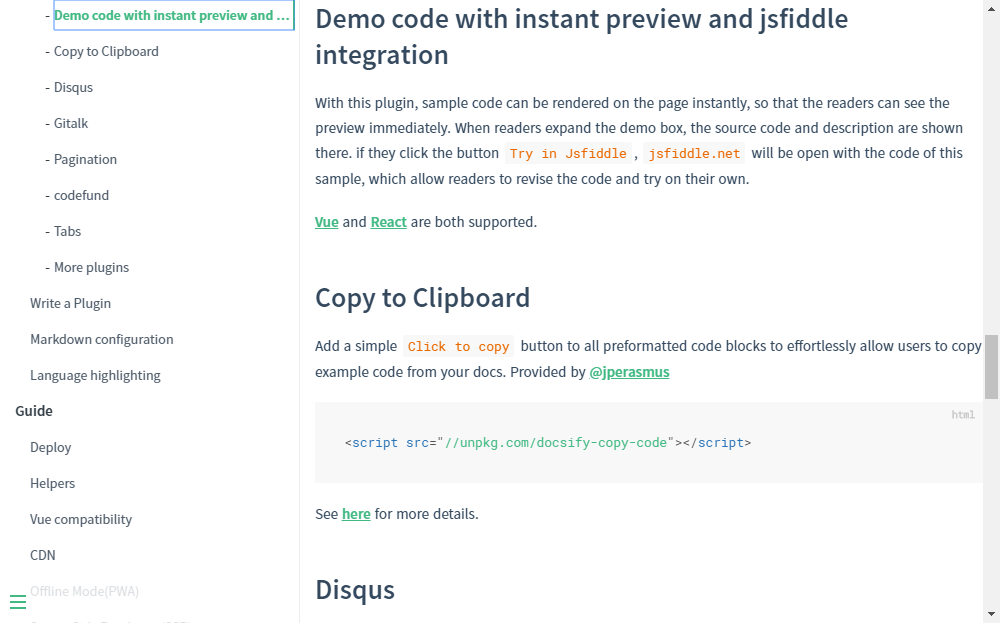 - Demo code with instant preview and ...
- Copy to Clipboard
- Disqus
- Gitalk
- Pagination
- codefund
- Tabs
- More plugins
Write a Plugin
Markdown configuration
Language highlighting
Guide
Deploy
Helpers
Vue compatibility
CDN
Offline Mode(PWA)
Demo code with instant preview and jsfiddle
integration
With this plugin, sample code can be rendered on the page instantly, so that the readers can see the
preview immediately. When readers expand the demo box, the source code and description are shown
there. if they click the button Try in Jsfiddle , jsfiddle.net will be open with the code of this
sample, which allow readers to revise the code and try on their own.
Vue and React are both supported.
Copy to Clipboard
Add a simple Click to copy button to all preformatted code blocks to effortlessly allow users to copy
example code from your docs. Provided by @jperasmus
html
<script src="//unpkg.com/docsify-copy-code"></script>
See here for more details.
Disqus